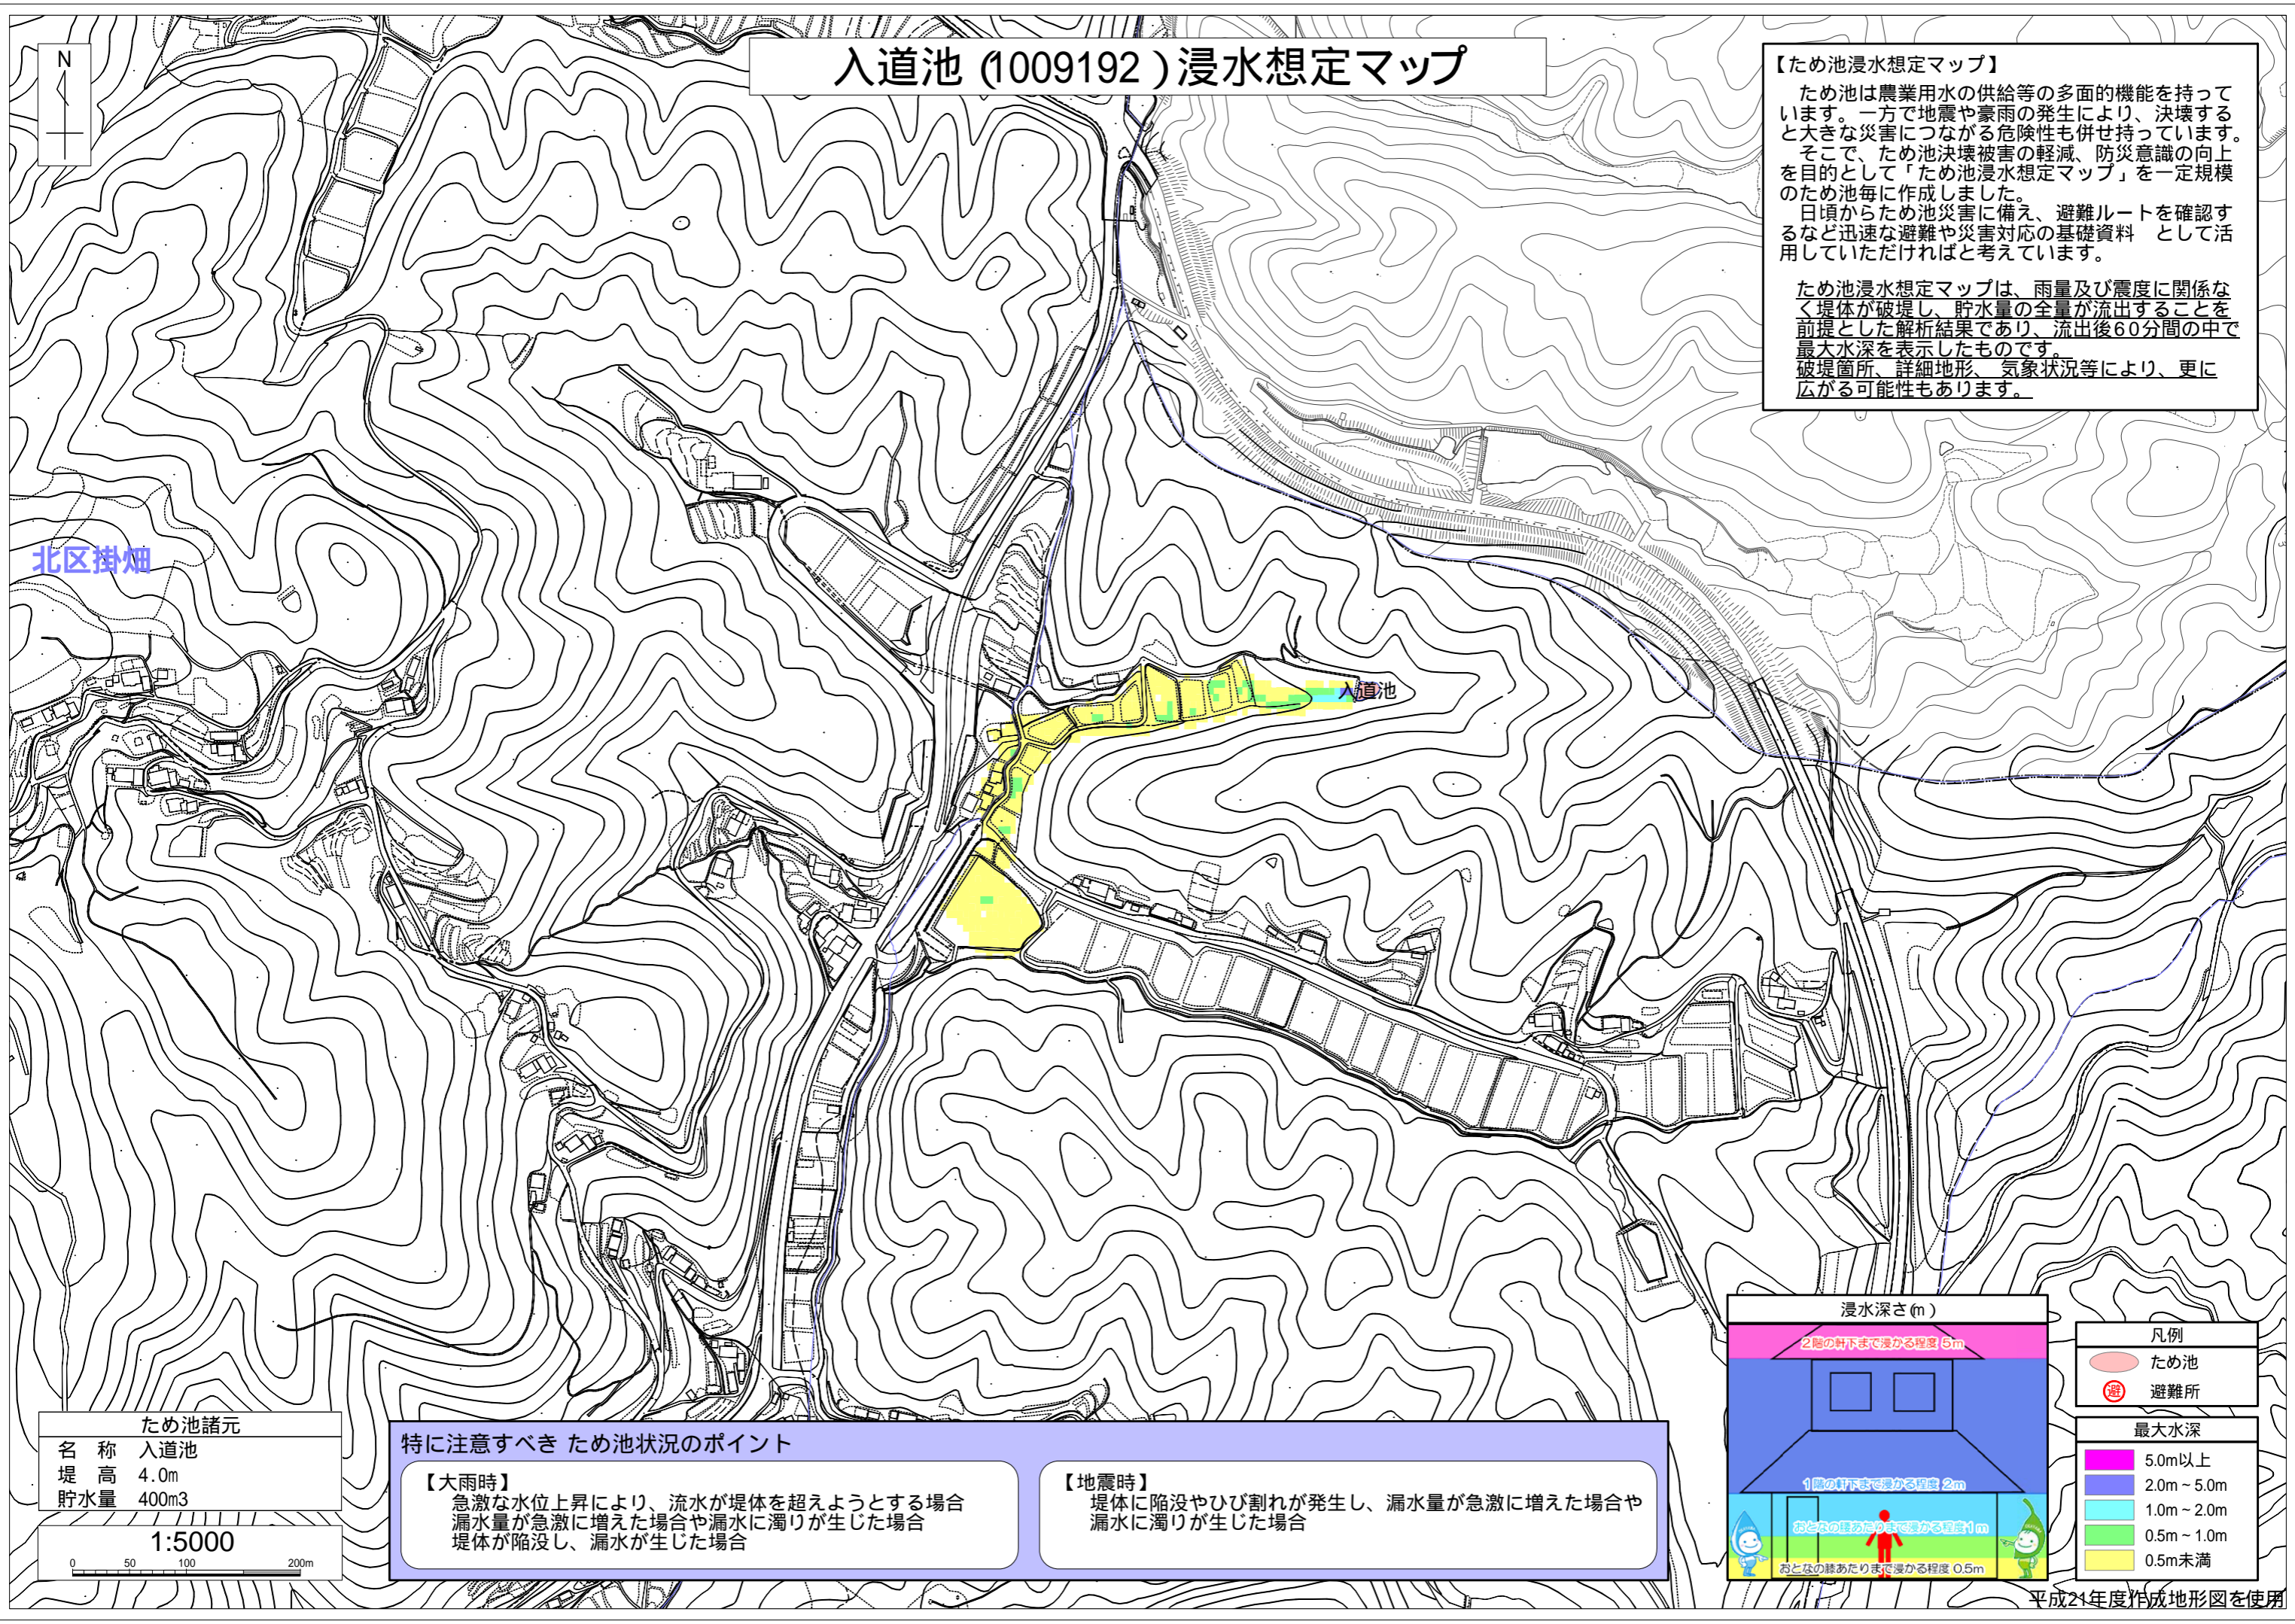 入道池 (1009192 ) 浸水想定マップ
N
【ため池浸水想定マップ】
ため池は農業用水の供給等の多面的機能を持って
います。一方で地震や豪雨の発生により、決壊する
と大きな災害につながる危険性も併せ持っています。
そこで、ため池決壊被害の軽減、防災意識の向上
を目的として「ため池浸水想定マップ」を一定規模
のため池毎に作成しました。
日頃からため池災害に備え、避難ルートを確認す
るなど迅速な避難や災害対応の基礎資料 として活
用していただければと考えています。
ため池浸水想定マップは、雨量及び震度に関係な
く堤体が破堤し、貯水量の全量が流出することを
前提とした解析結果であり、流出後60分間の中で
最大水深を表示したものです。
破堤箇所、詳細地形、 気象状況等により、更に
広がる可能性もあります。
北区掛畑
入道池
ため池諸元
名 称 入道池
堤 高 4.0m
貯水量 400m3
1:5000
0 50 100 200m
特に注意すべき ため池状況のポイント
【大雨時】
急激な水位上昇により、流水が堤体を超えようとする場合
漏水量が急激に増えた場合や漏水に濁りが生じた場合
堤体が陥没し、漏水が生じた場合
【地震時】
堤体に陥没やひび割れが発生し、漏水量が急激に増えた場合や
漏水に濁りが生じた場合
浸水深さ(m )
2階の軒下まで浸かる程度 5m
1階の軒下まで浸かる程度 2m
おとなの腰あたりまで浸かる程度1m
おとなの膝あたりまで浸かる程度 0.5m
凡例
ため池
避 避難所
最大水深
5.0m以上
2.0m ~ 5.0m
1.0m ~ 2.0m
0.5m ~ 1.0m
0.5m未満
平成21年度作成地形図を使用